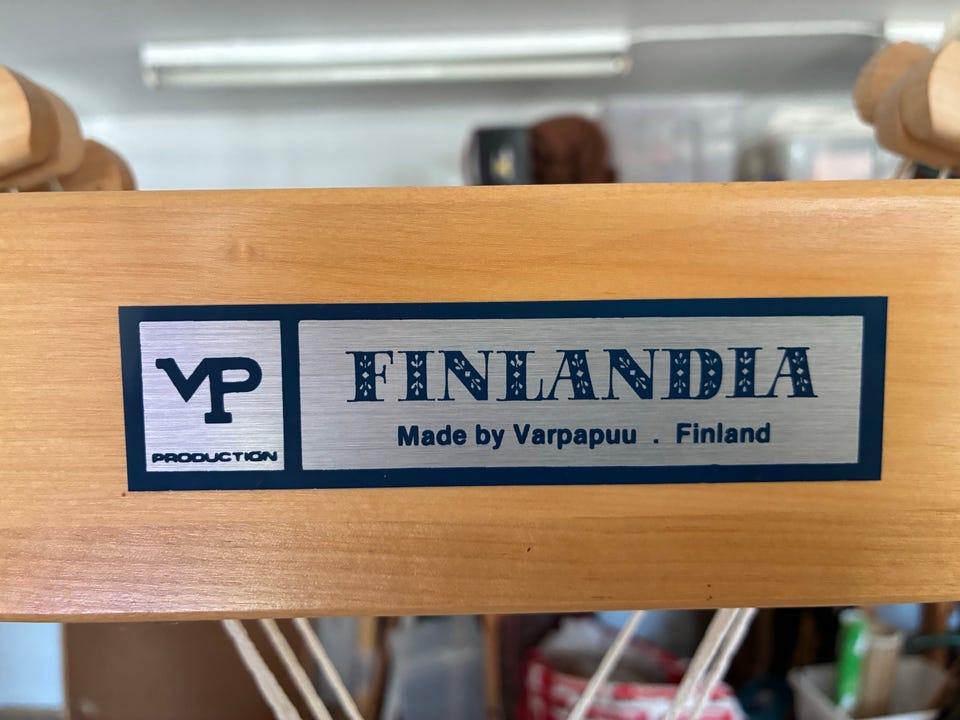 VP
PRODUCTION
FINLANDIA
Made by Varpapuu . Finland